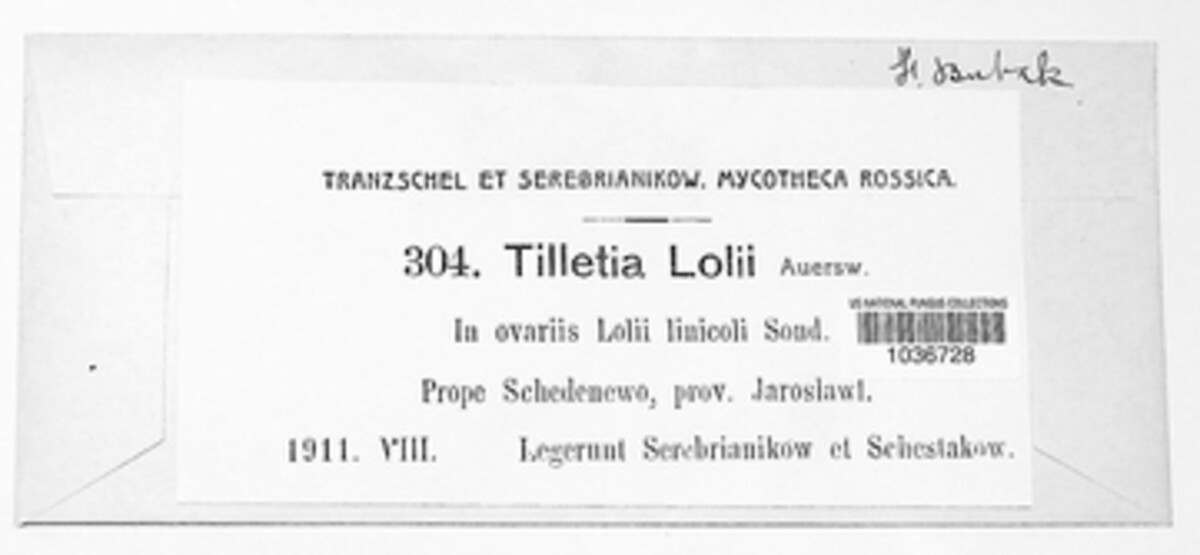 Bubak
TRANZSCHEL ET SEREBRIANIKOW. MYCOTHECA ROSSICA.
304. Tilletia Lolii Auersw.
US NATIONAL FUNGUS COLLECTIONS
1036728
In ovariis Lolii linicoli Sond.
Prope Schedenewo, prov. Jaroslawl.
1911. VIII. Legerunt Serebrianikow et Schestakow.